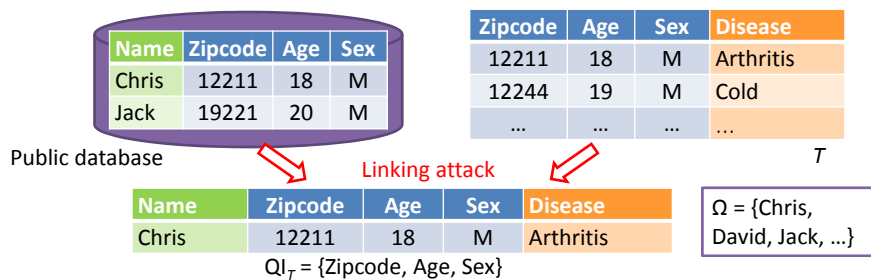 Name Zipcode Age Sex
Chris 12211 18 M
Jack 19221 20 M
Public database
Zipcode Age Sex Disease
12211 18 M Arthritis
12244 19 M Cold
... ... ... ...
T
Linking attack
Name Zipcode Age Sex Disease
Chris 12211 18 M Arthritis
QI_T = {Zipcode, Age, Sex}
Ω = {Chris,
David, Jack, ...}